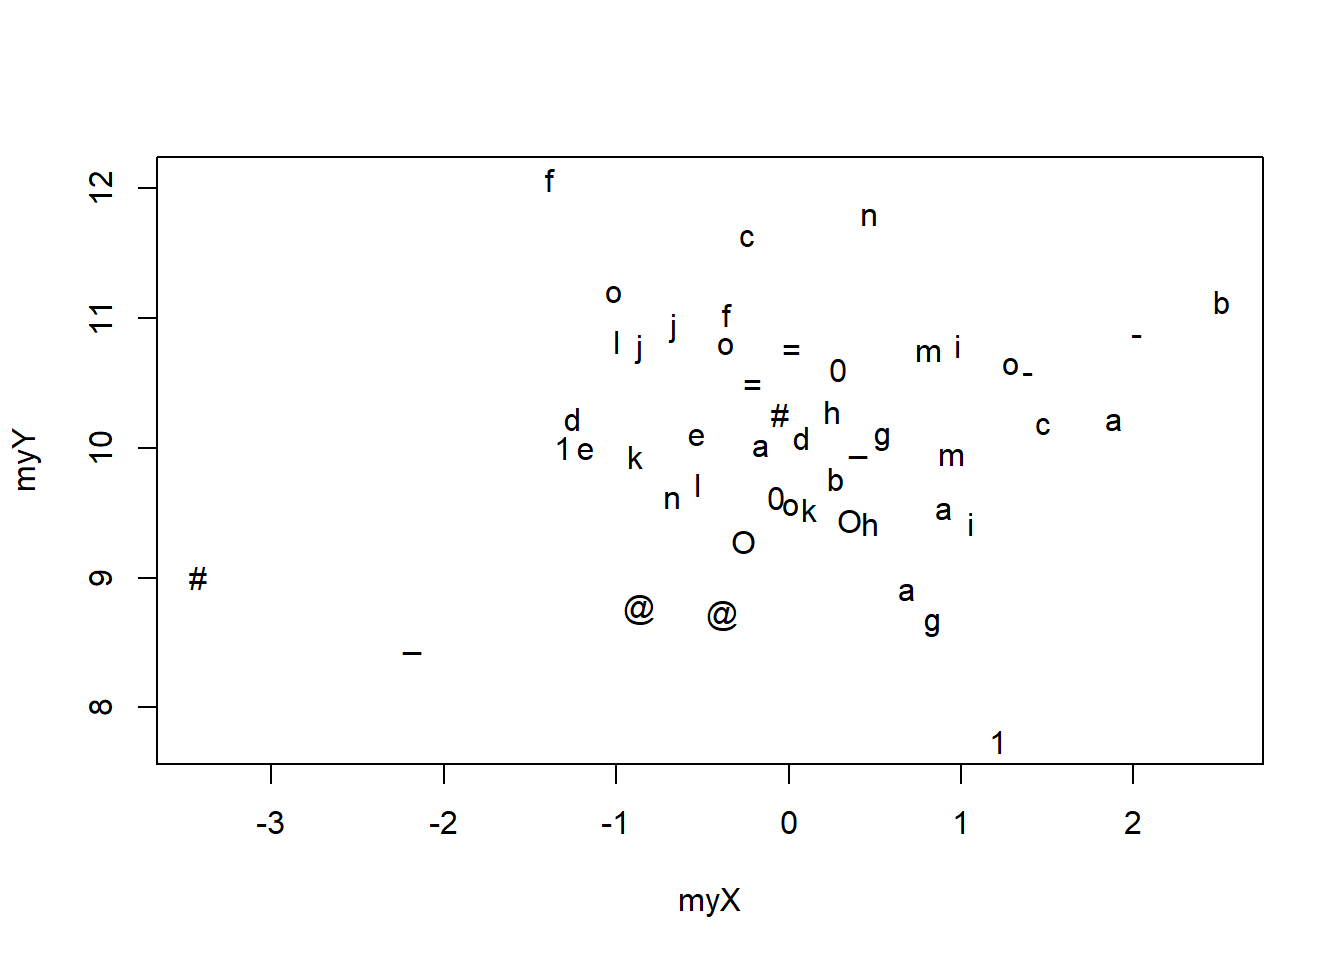 f
12
n
c
o
b
f
11
j
-
l j
o
=
m i
0
o -
=
#
h
d
c
a
e
d
g
10
1 e
a
_
k
m
b
l
n
0 o k
a
O h
i
O
# 9
a
@
@
g
_
8
1
-3 -2 -1 0 1 2
myX
myY